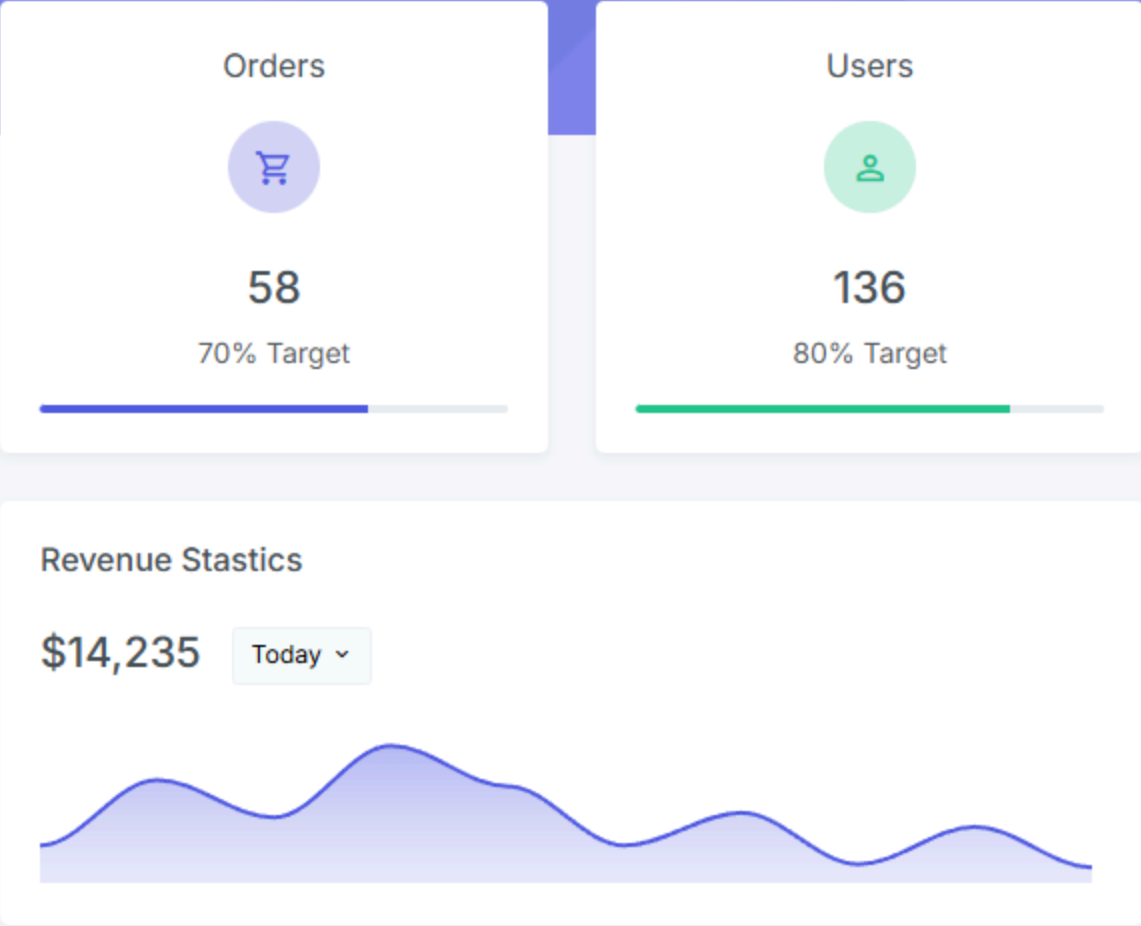 Orders
58
70% Target
Users
136
80% Target
Revenue Stastics
$14,235
Today